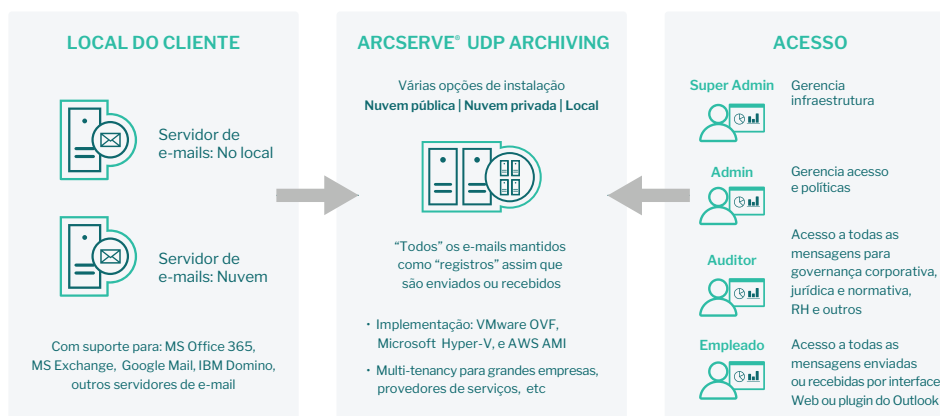 LOCAL DO CLIENTE
Servidor de
e-mails: No local
Servidor de
e-mails: Nuvem
Com suporte para: MS Office 365,
MS Exchange, Google Mail, IBM Domino,
outros servidores de e-mail
ARCSERVE® UDP ARCHIVING
Várias opções de instalação
Nuvem pública | Nuvem privada | Local
“Todos” os e-mails mantidos
como “registros” assim que
são enviados ou recebidos
• Implementação: VMware OVF,
Microsoft Hyper-V, e AWS AMI
• Multi-tenancy para grandes empresas,
provedores de serviços, etc
ACESSO
Super Admin
Gerencia
infraestrutura
Admin
Gerencia acesso
e políticas
Auditor
Acesso a todas as
mensagens para
governança corporativa,
jurídica e normativa,
RH e outros
Empleado
Acesso a todas as
mensagens enviadas
ou recebidas por interface
Web ou plugin do Outlook